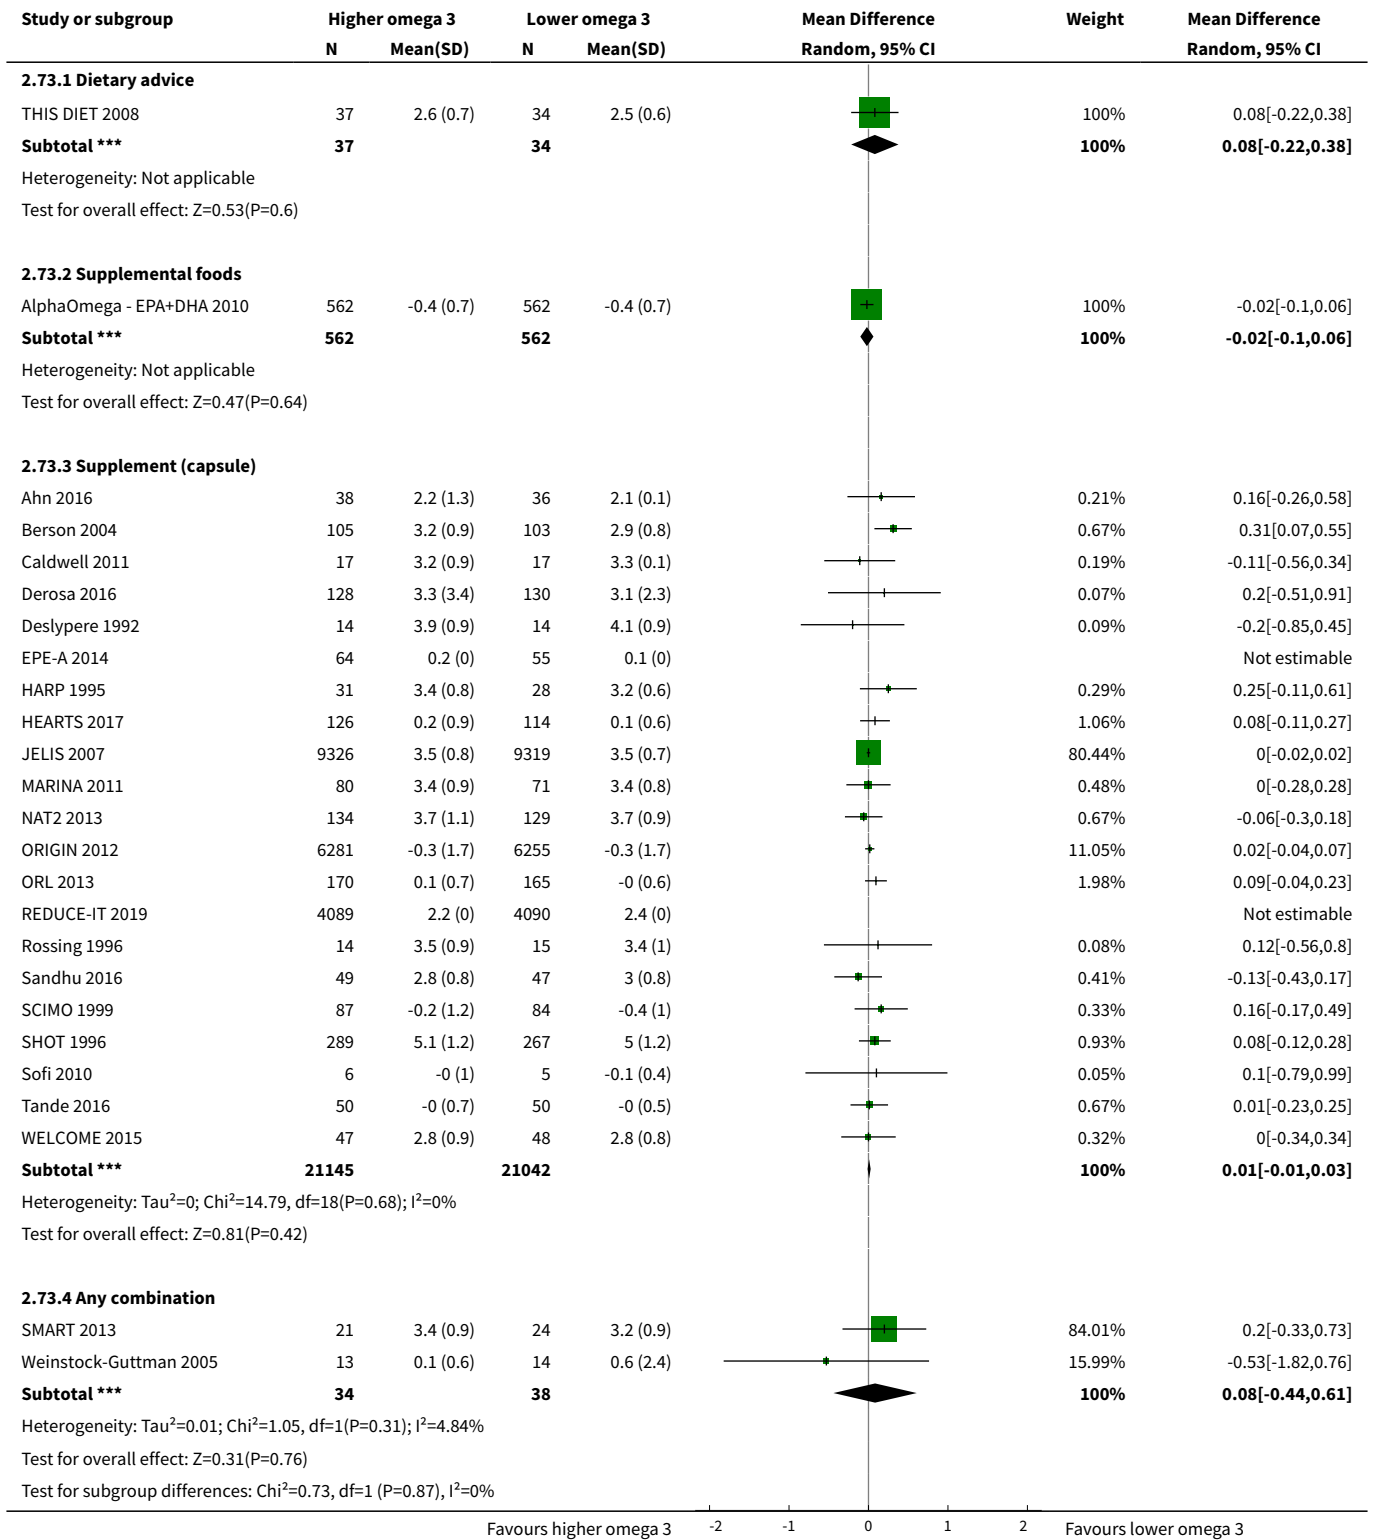 Study or subgroup Higher omega 3 Lower omega 3 Mean Difference Weight Mean Difference
N Mean(SD) N Mean(SD) Random, 95% CI Random, 95% CI
2.73.1 Dietary advice
THIS DIET 2008 37 2.6 (0.7) 34 2.5 (0.6) 100% 0.08[-0.22,0.38]
Subtotal *** 37 34 100% 0.08[-0.22,0.38]
Heterogeneity: Not applicable
Test for overall effect: Z=0.53(P=0.6)
2.73.2 Supplemental foods
AlphaOmega - EPA+DHA 2010 562 -0.4 (0.7) 562 -0.4 (0.7) 100% -0.02[-0.1,0.06]
Subtotal *** 562 562 100% -0.02[-0.1,0.06]
Heterogeneity: Not applicable
Test for overall effect: Z=0.47(P=0.64)
2.73.3 Supplement (capsule)
Ahn 2016 38 2.2 (1.3) 36 2.1 (0.1) 0.21% 0.16[-0.26,0.58]
Berson 2004 105 3.2 (0.9) 103 2.9 (0.8) 0.67% 0.31[0.07,0.55]
Caldwell 2011 17 3.2 (0.9) 17 3.3 (0.1) 0.19% -0.11[-0.56,0.34]
Derosa 2016 128 3.3 (3.4) 130 3.1 (2.3) 0.07% 0.2[-0.51,0.91]
Deslypere 1992 14 3.9 (0.9) 14 4.1 (0.9) 0.09% -0.2[-0.85,0.45]
EPE-A 2014 64 0.2 (0) 55 0.1 (0) Not estimable
HARP 1995 31 3.4 (0.8) 28 3.2 (0.6) 0.29% 0.25[-0.11,0.61]
HEARTS 2017 126 0.2 (0.9) 114 0.1 (0.6) 1.06% 0.08[-0.11,0.27]
JELIS 2007 9326 3.5 (0.8) 9319 3.5 (0.7) 80.44% 0[-0.02,0.02]
MARINA 2011 80 3.4 (0.9) 71 3.4 (0.8) 0.48% 0[-0.28,0.28]
NAT2 2013 134 3.7 (1.1) 129 3.7 (0.9) 0.67% -0.06[-0.3,0.18]
ORIGIN 2012 6281 -0.3 (1.7) 6255 -0.3 (1.7) 11.05% 0.02[-0.04,0.07]
ORL 2013 170 0.1 (0.7) 165 -0 (0.6) 1.98% 0.09[-0.04,0.23]
REDUCE-IT 2019 4089 2.2 (0) 4090 2.4 (0) Not estimable
Rossing 1996 14 3.5 (0.9) 15 3.4 (1) 0.08% 0.12[-0.56,0.8]
Sandhu 2016 49 2.8 (0.8) 47 3 (0.8) 0.41% -0.13[-0.43,0.17]
SCIMO 1999 87 -0.2 (1.2) 84 -0.4 (1) 0.33% 0.16[-0.17,0.49]
SHOT 1996 289 5.1 (1.2) 267 5 (1.2) 0.93% 0.08[-0.12,0.28]
Sofi 2010 6 -0 (1) 5 -0.1 (0.4) 0.05% 0.1[-0.79,0.99]
Tande 2016 50 -0 (0.7) 50 -0 (0.5) 0.67% 0.01[-0.23,0.25]
WELCOME 2015 47 2.8 (0.9) 48 2.8 (0.8) 0.32% 0[-0.34,0.34]
Subtotal *** 21145 21042 100% 0.01[-0.01,0.03]
Heterogeneity: Tau²=0; Chi²=14.79, df=18(P=0.68); I²=0%
Test for overall effect: Z=0.81(P=0.42)
2.73.4 Any combination
SMART 2013 21 3.4 (0.9) 24 3.2 (0.9) 84.01% 0.2[-0.33,0.73]
Weinstock-Guttman 2005 13 0.1 (0.6) 14 0.6 (2.4) 15.99% -0.53[-1.82,0.76]
Subtotal *** 34 38 100% 0.08[-0.44,0.61]
Heterogeneity: Tau²=0.01; Chi²=1.05, df=1(P=0.31); I²=4.84%
Test for overall effect: Z=0.31(P=0.76)
Test for subgroup differences: Chi²=0.73, df=1 (P=0.87), I²=0%
Favours higher omega 3 -2 -1 0 1 2 Favours lower omega 3